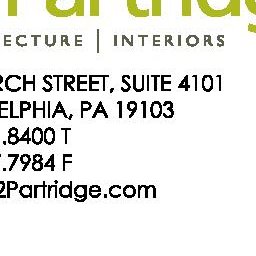 Partridge
ECTURE | INTERIORS
RCH STREET, SUITE 4101
ELPHIA, PA 19103
.8400 T
.7984 F
2Partridge.com